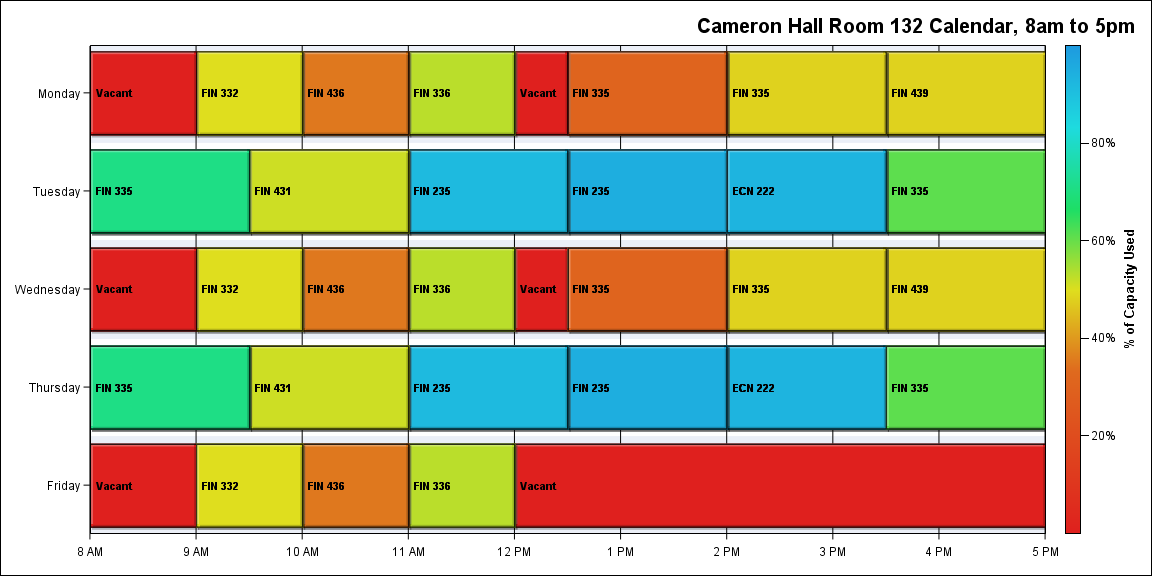 Cameron Hall Room 132 Calendar, 8am to 5pm
Monday
Vacant FIN 332 FIN 436 FIN 336 Vacant FIN 335 FIN 335 FIN 439
Tuesday
FIN 335 FIN 431 FIN 235 FIN 235 ECN 222 FIN 335
Wednesday
Vacant FIN 332 FIN 436 FIN 336 Vacant FIN 335 FIN 335 FIN 439
Thursday
FIN 335 FIN 431 FIN 235 FIN 235 ECN 222 FIN 335
Friday
Vacant FIN 332 FIN 436 FIN 336 Vacant
8 AM 9 AM 10 AM 11 AM 12 PM 1 PM 2 PM 3 PM 4 PM 5 PM
80%
60%
40%
20%
% of Capacity Used